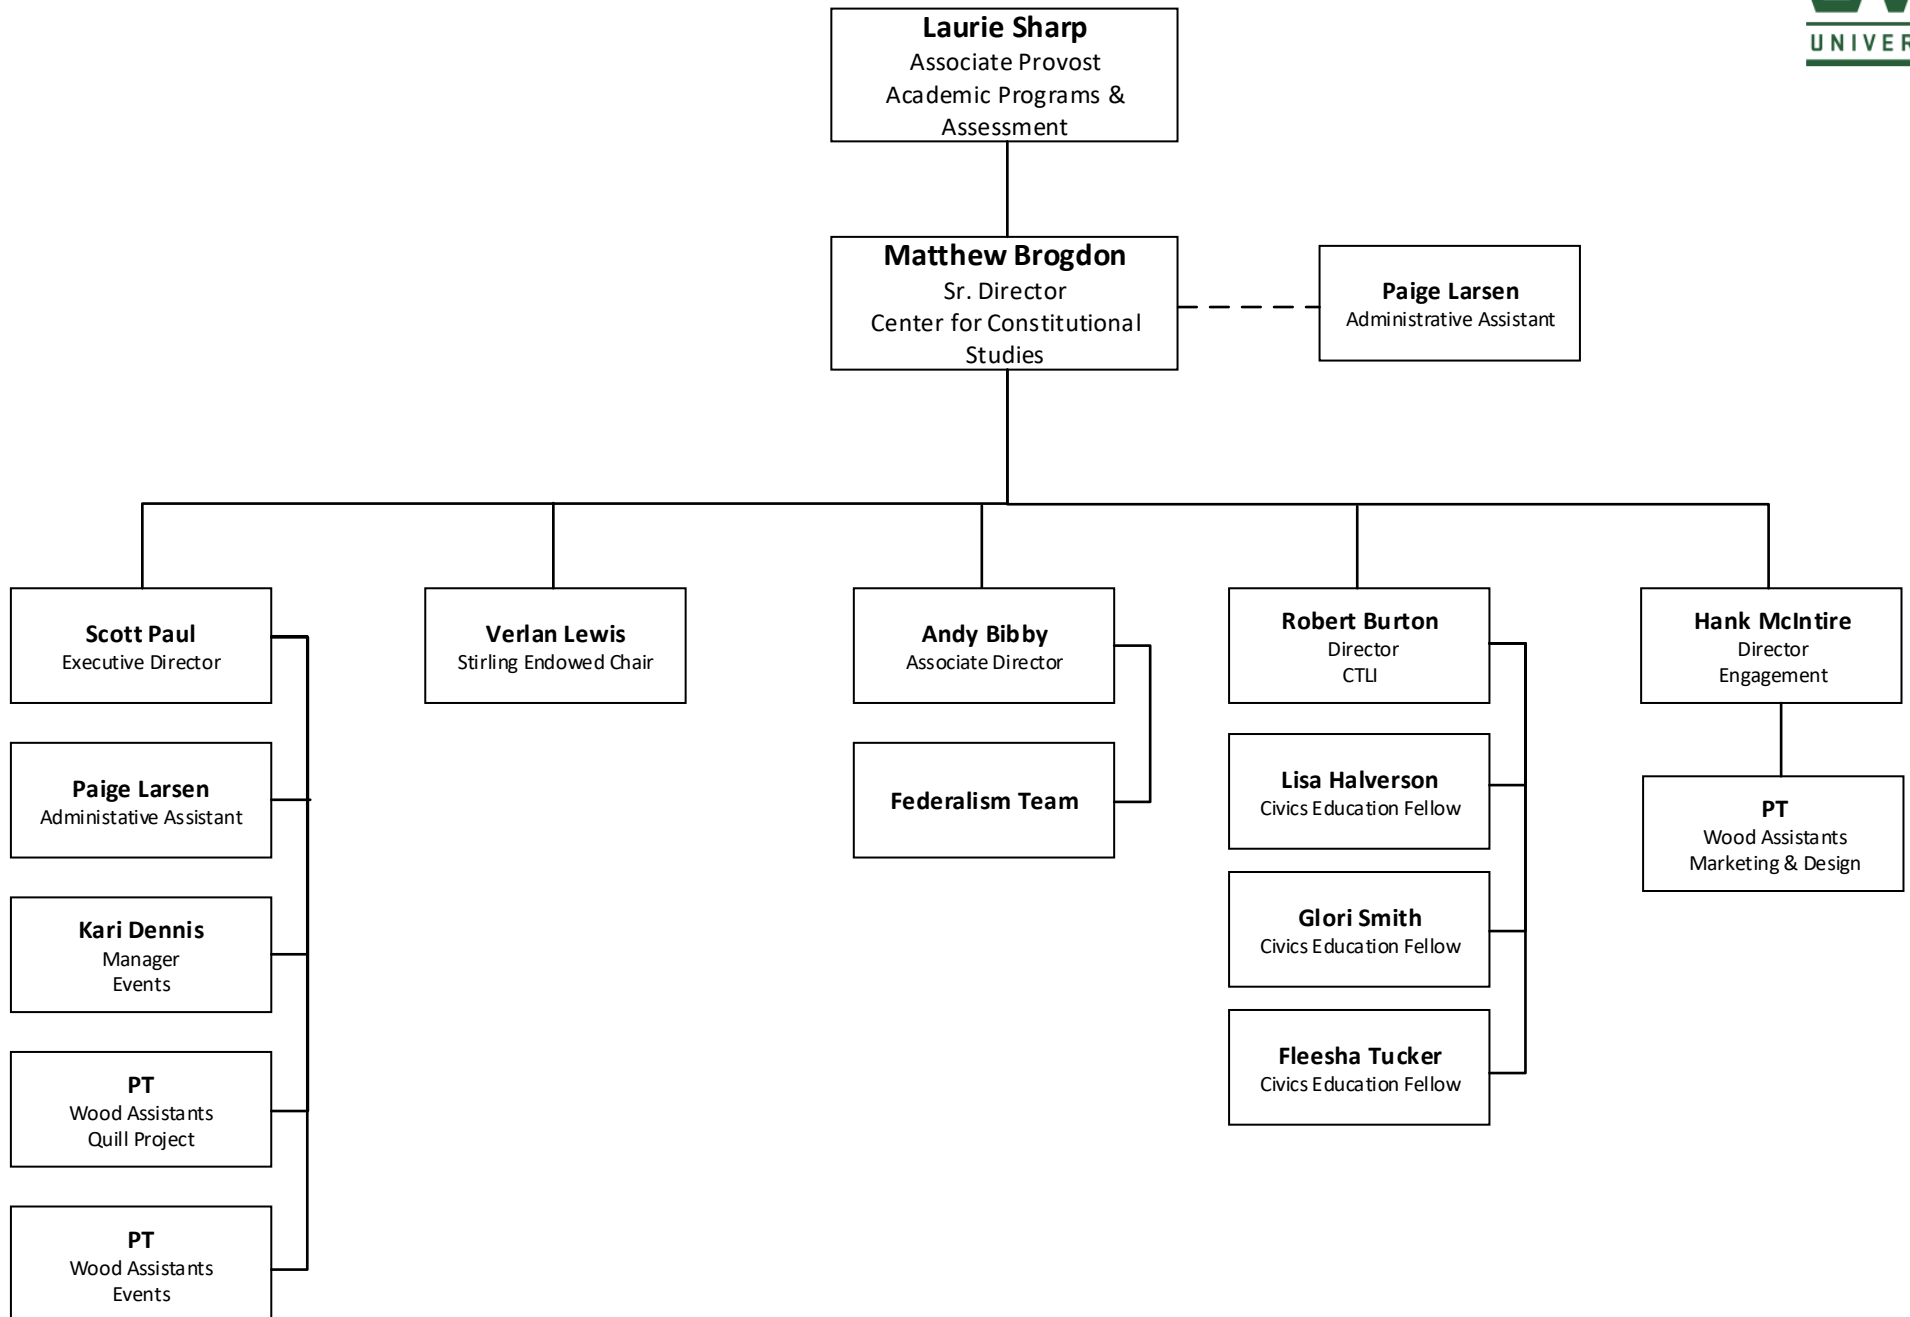 UNIVER
Laurie Sharp
Associate Provost
Academic Programs &
Assessment
Matthew Brogdon
Sr. Director
Center for Constitutional
Studies
Paige Larsen
Administrative Assistant
Scott Paul
Executive Director
Verlan Lewis
Stirling Endowed Chair
Andy Bibby
Associate Director
Robert Burton
Director
CTLI
Hank McIntire
Director
Engagement
Paige Larsen
Administative Assistant
Federalism Team
Lisa Halverson
Civics Education Fellow
PT
Wood Assistants
Marketing & Design
Kari Dennis
Manager
Events
Glori Smith
Civics Education Fellow
PT
Wood Assistants
Quill Project
Fleesha Tucker
Civics Education Fellow
PT
Wood Assistants
Events